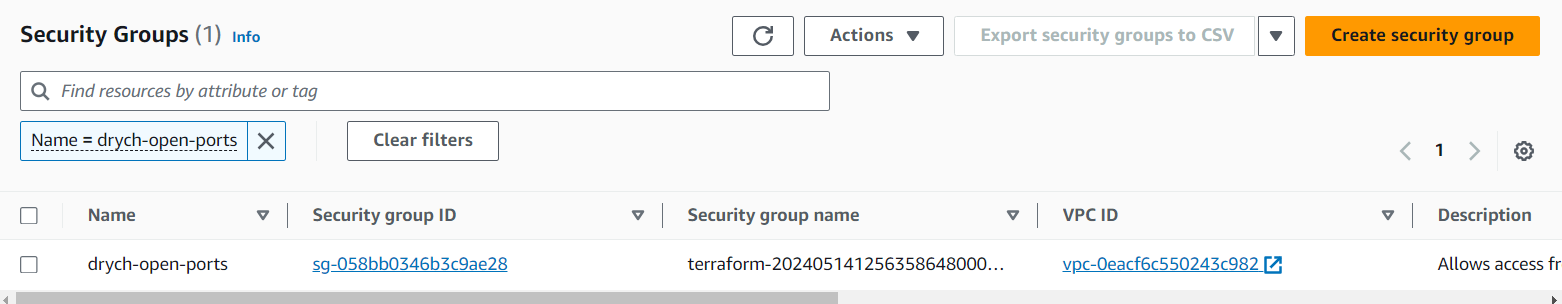 Security Groups (1) Info
Actions
Export security groups to CSV
Create security group
Find resources by attribute or tag
Name = drych-open-ports
Clear filters
1
Name Security group ID Security group name VPC ID Description
drych-open-ports sg-058bb0346b3c9ae28 terraform-202405141256358648000… vpc-0eacf6c550243c982 Allows access fr